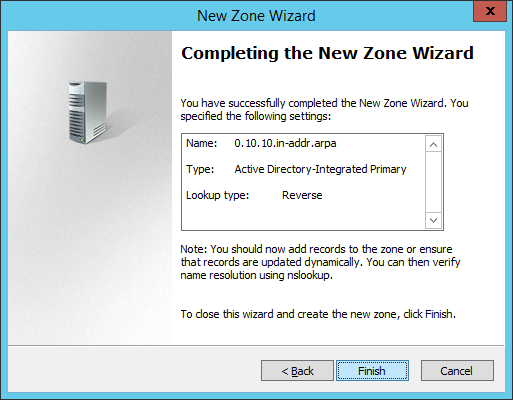 New Zone Wizard
x
Completing the New Zone Wizard
You have successfully completed the New Zone Wizard. You
specified the following settings:
Name: 0.10.10.in-addr.arpa
Type: Active Directory-Integrated Primary
Lookup type: Reverse
Note: You should now add records to the zone or ensure
that records are updated dynamically. You can then verify
name resolution using nslookup.
To close this wizard and create the new zone, click Finish.
< Back Finish Cancel